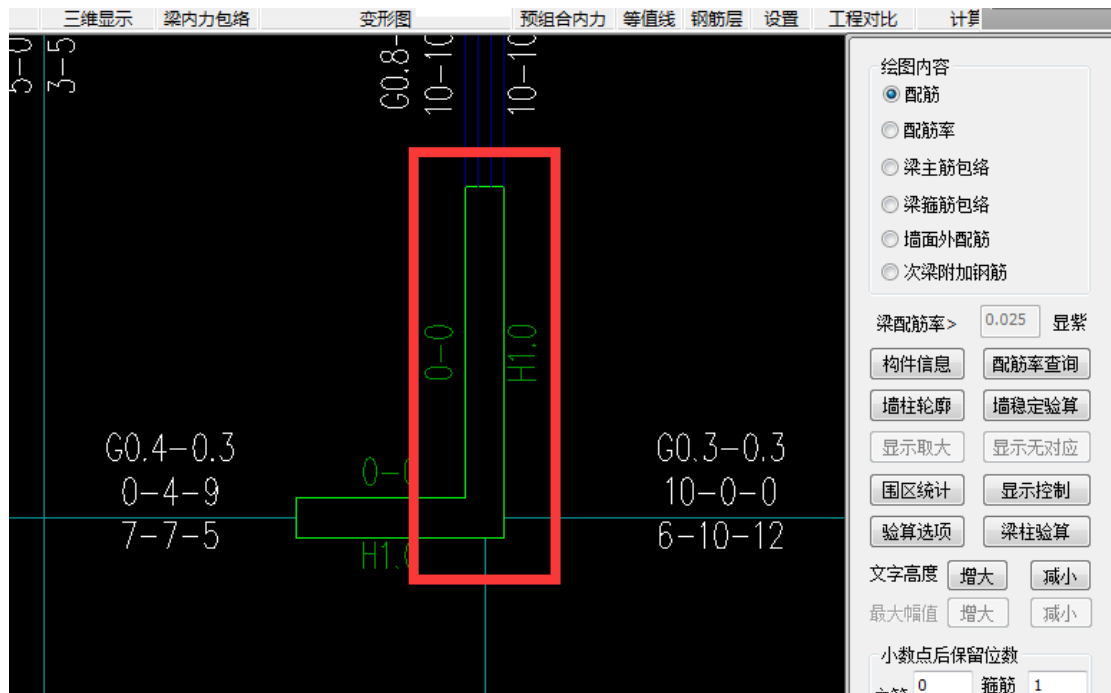 三维显示 梁内力包络 变形图 预组合内力 等值线 钢筋层 设置 工程对比
3-5
G0.8-
10-10
10-10
0-0
H1.0
G0.4-0.3
0-4-9
7-7-5
G0.3-0.3
10-0-0
6-10-12
绘图内容
配筋
配筋率
梁主筋包络
梁箍筋包络
墙面外配筋
次梁附加钢筋
梁配筋率> 0.025 显紫
构件信息 配筋率查询
墙柱轮廓 墙稳定验算
显示取大 显示无对应
围区统计 显示控制
验算选项 梁柱验算
文字高度 增大 减小
最大幅值 增大 减小
小数点后保留位数
主筋 0 箍筋 1